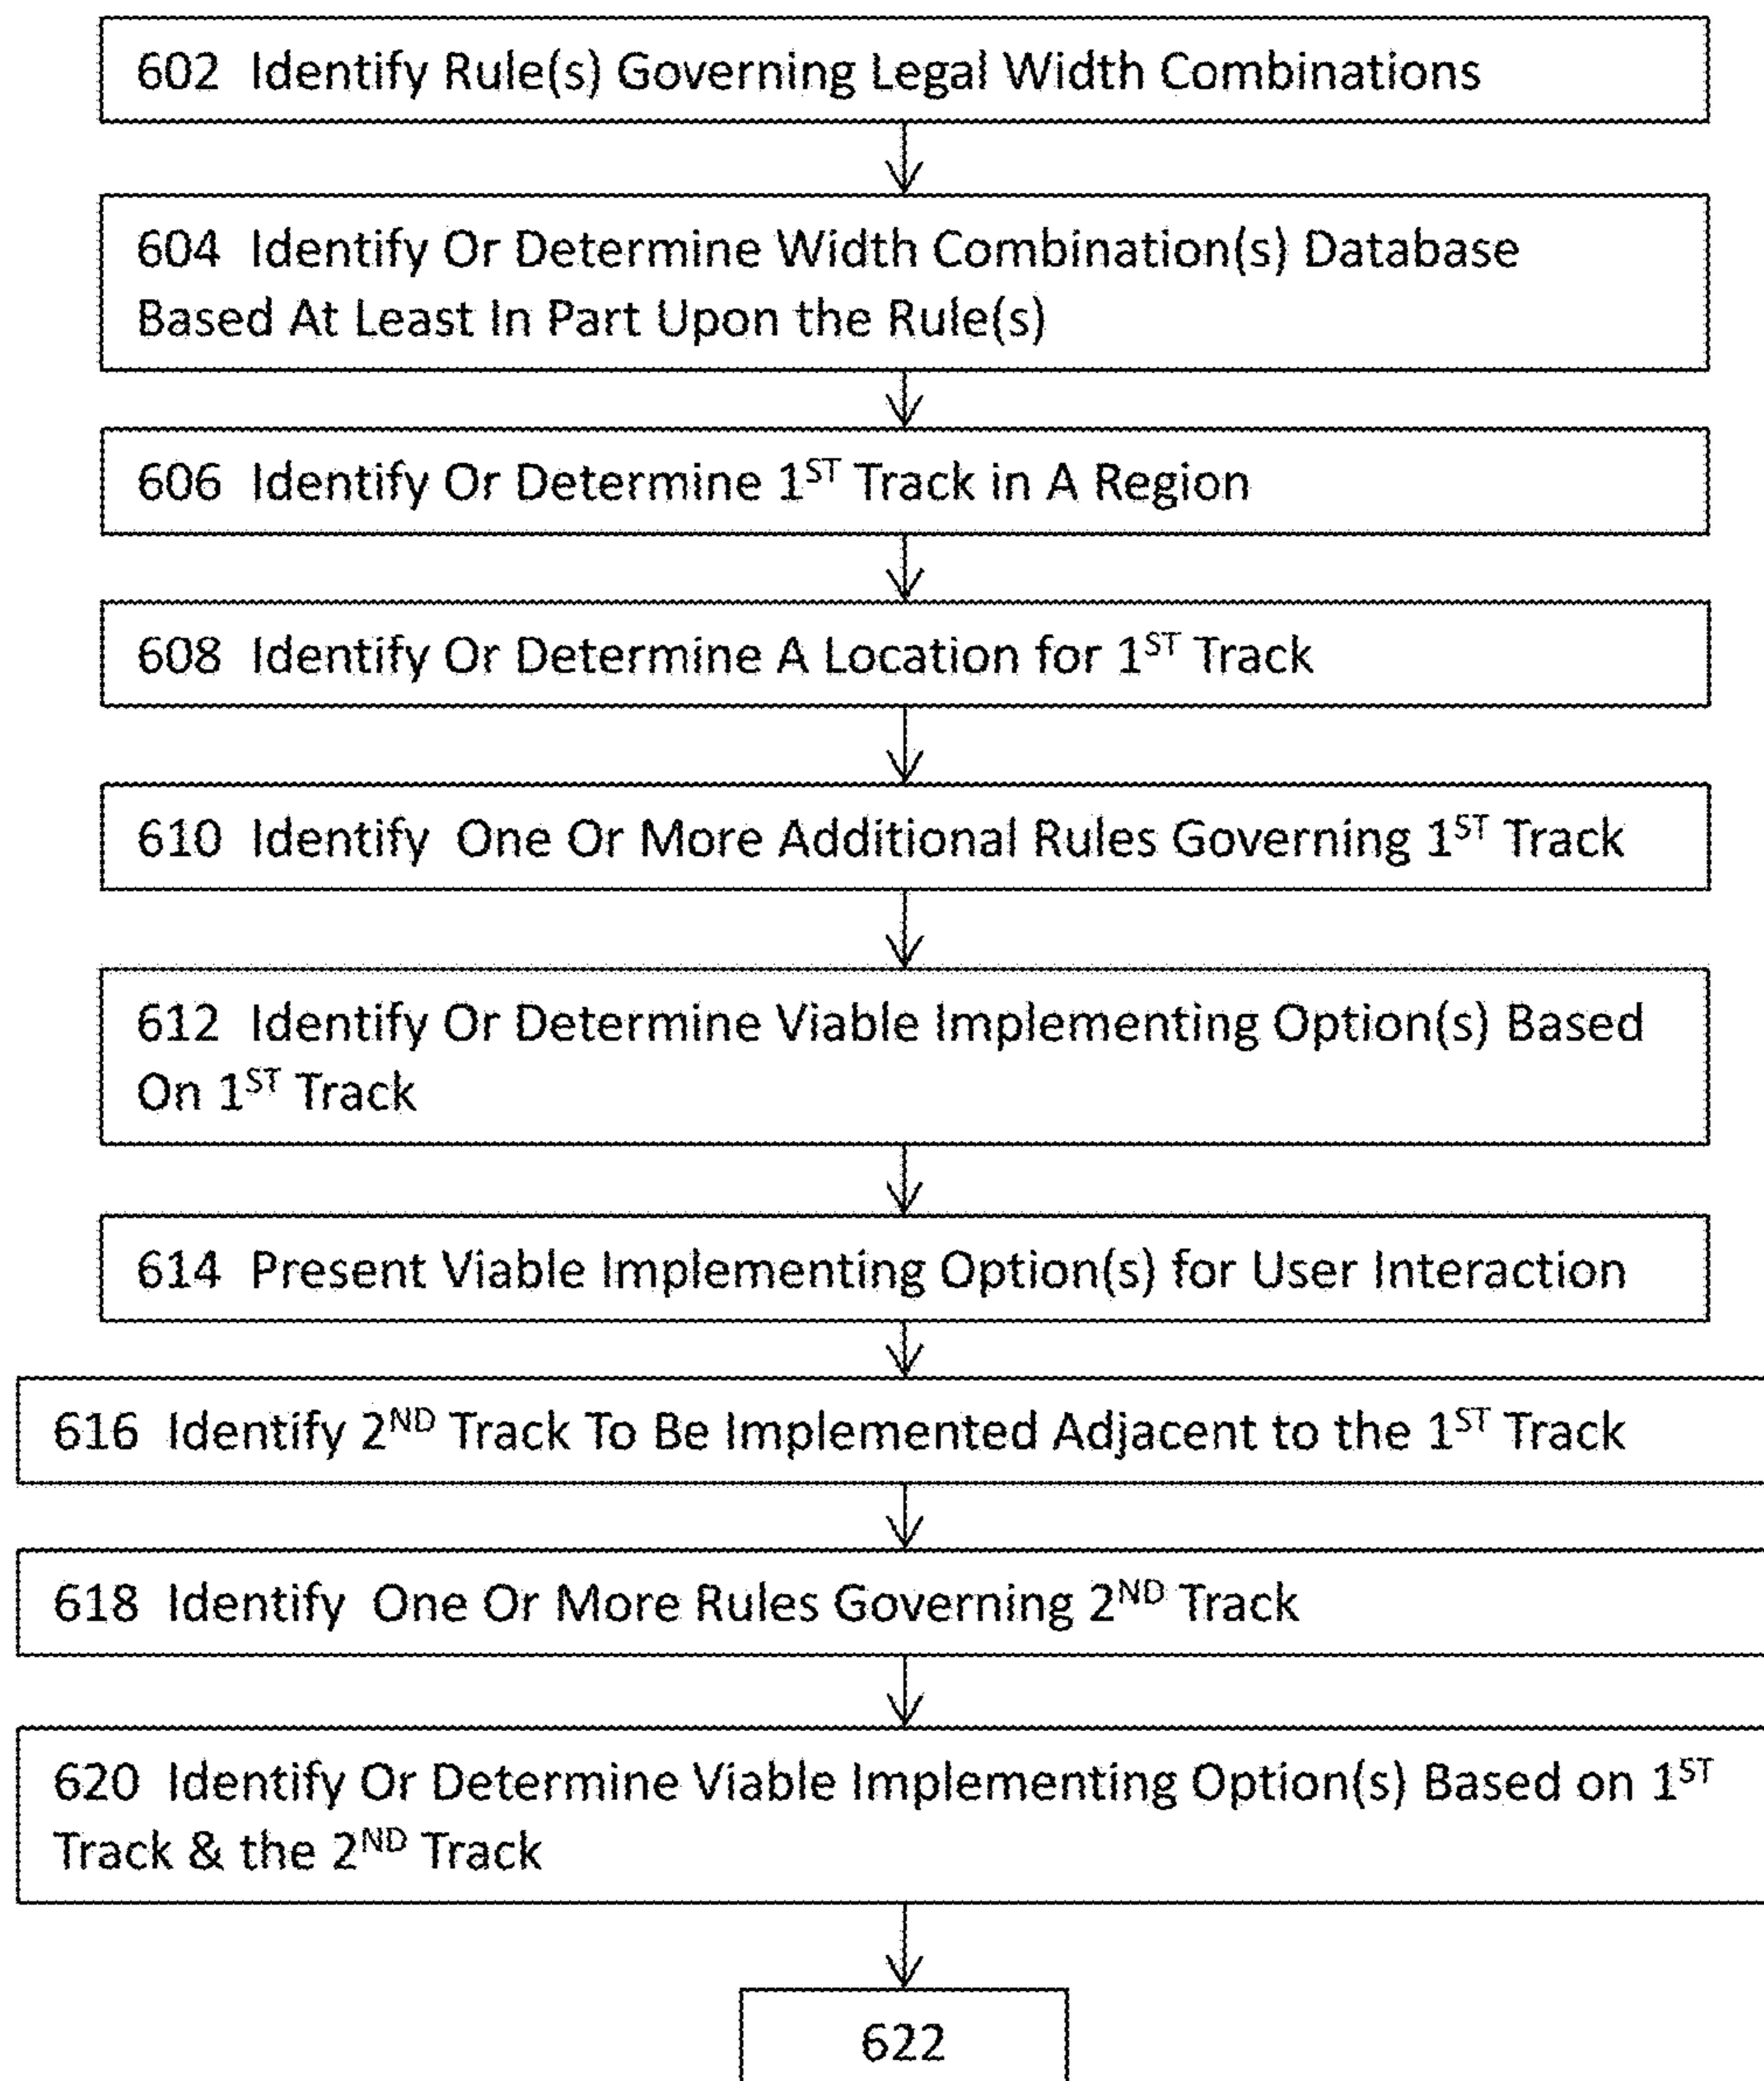 602 Identify Rule(s) Governing Legal Width Combinations
604 Identify Or Determine Width Combination(s) Database
Based At Least In Part Upon the Rule(s)
606 Identify Or Determine 1ST Track in A Region
608 Identify Or Determine A Location for 1ST Track
610 Identify One Or More Additional Rules Governing 1ST Track
612 Identify Or Determine Viable Implementing Option(s) Based
On 1ST Track
614 Present Viable Implementing Option(s) for User Interaction
616 Identify 2ND Track To Be Implemented Adjacent to the 1ST Track
618 Identify One Or More Rules Governing 2ND Track
620 Identify Or Determine Viable Implementing Option(s) Based on 1ST
Track & the 2ND Track
622